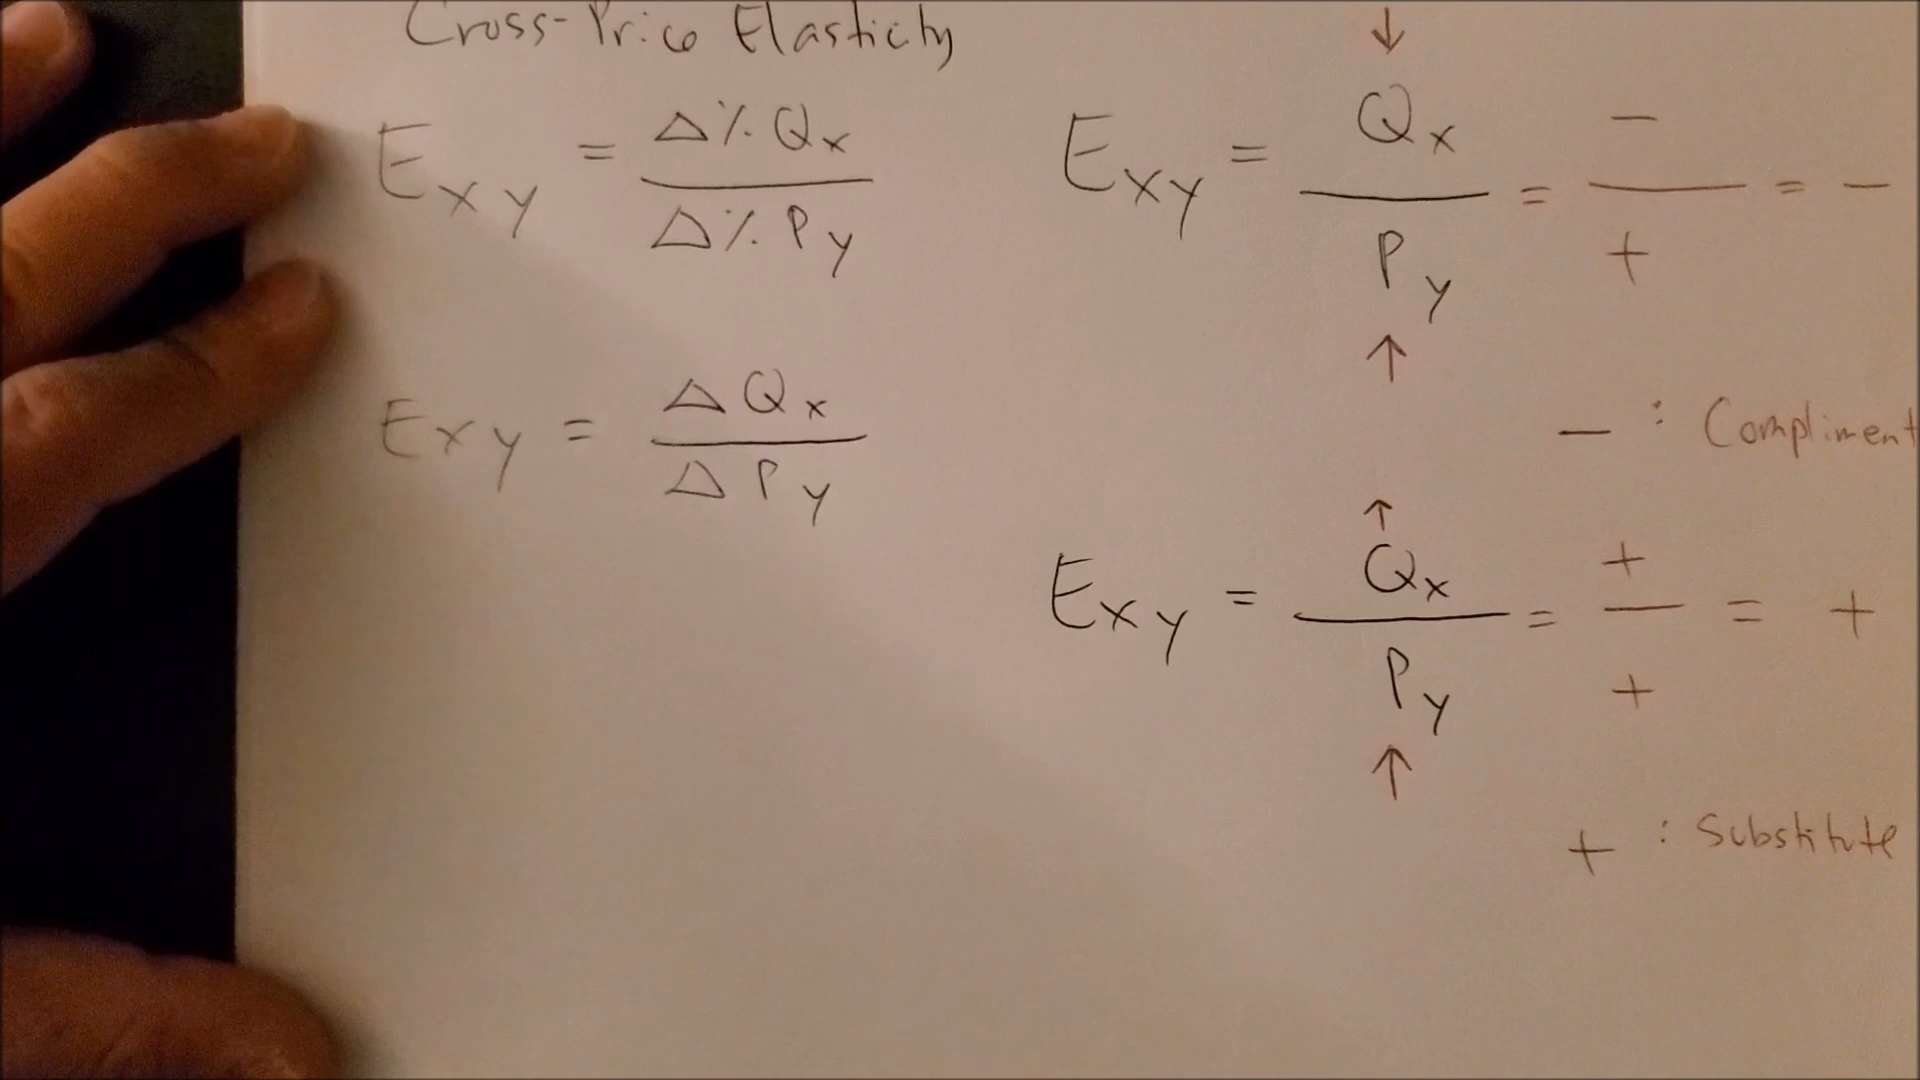 Cross-Price Elasticity
Exy = Δ% Qx / Δ% Py
Exy = ΔQx / ΔPy
↓
Exy = Qx / Py = - / + = -
↑
- : Compliment
↑
Exy = Qx / Py = + / + = +
↑
+ : Substitute